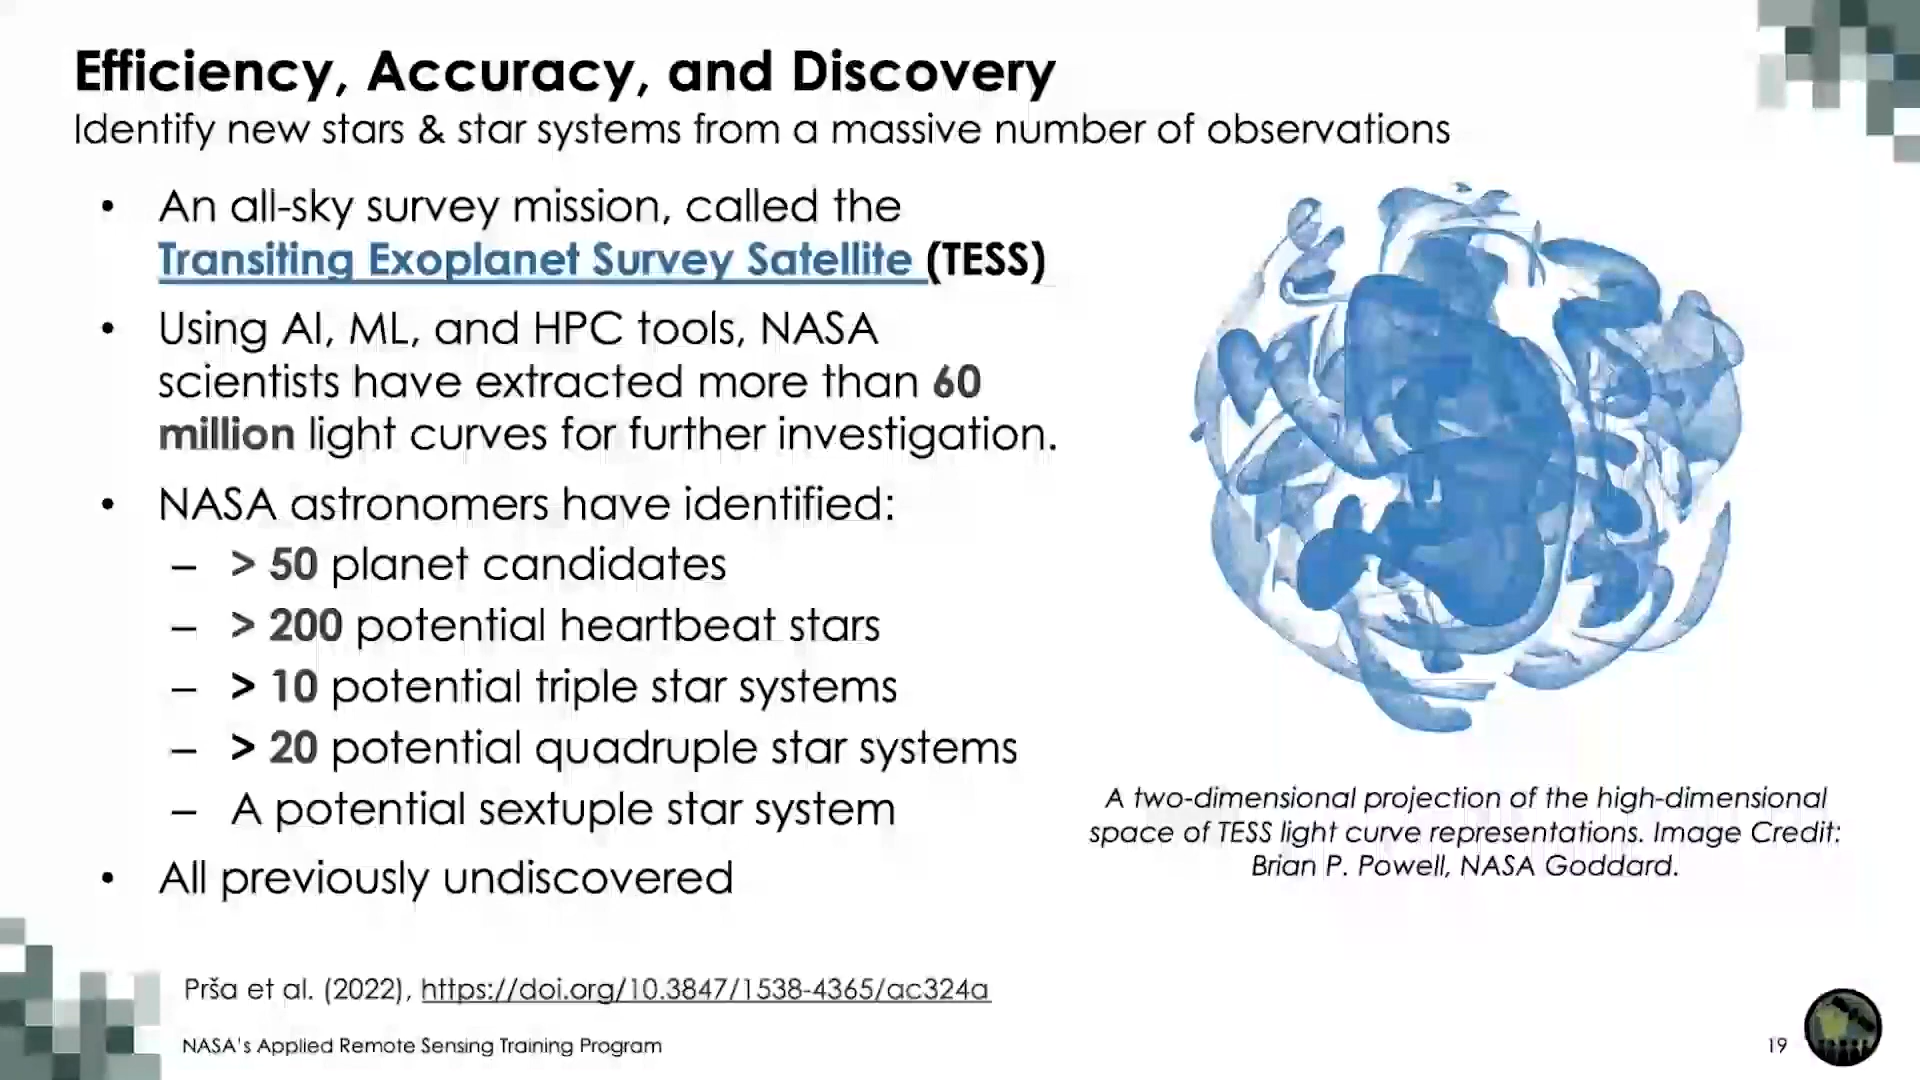 Efficiency, Accuracy, and Discovery
Identify new stars & star systems from a massive number of observations
• An all-sky survey mission, called the
Transiting Exoplanet Survey Satellite (TESS)
• Using AI, ML, and HPC tools, NASA
scientists have extracted more than 60
million light curves for further investigation.
• NASA astronomers have identified:
– > 50 planet candidates
– > 200 potential heartbeat stars
– > 10 potential triple star systems
– > 20 potential quadruple star systems
– A potential sextuple star system
• All previously undiscovered
A two-dimensional projection of the high-dimensional
space of TESS light curve representations. Image Credit:
Brian P. Powell, NASA Goddard.
Prša et al. (2022), https://doi.org/10.3847/1538-4365/ac324a
NASA's Applied Remote Sensing Training Program
19